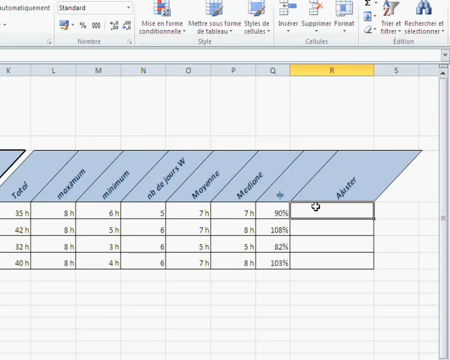 automatiquement
%
000
Nombre
Mise en forme conditionnelle
Mettre sous forme de tableau
Styles de cellules
Style
Insérer
Supprimer
Format
Cellules
Σ
Trier et filtrer
Rechercher et sélectionner
K L M N O P Q R S
Total maximum minimum nb de jours W Moyenne Mediane % Ajuster
35 h 8 h 6 h 5 7 h 7 h 90%
42 h 8 h 5 h 6 7 h 8 h 108%
32 h 8 h 3 h 6 5 h 5 h 82%
40 h 8 h 4 h 6 7 h 8 h 103%